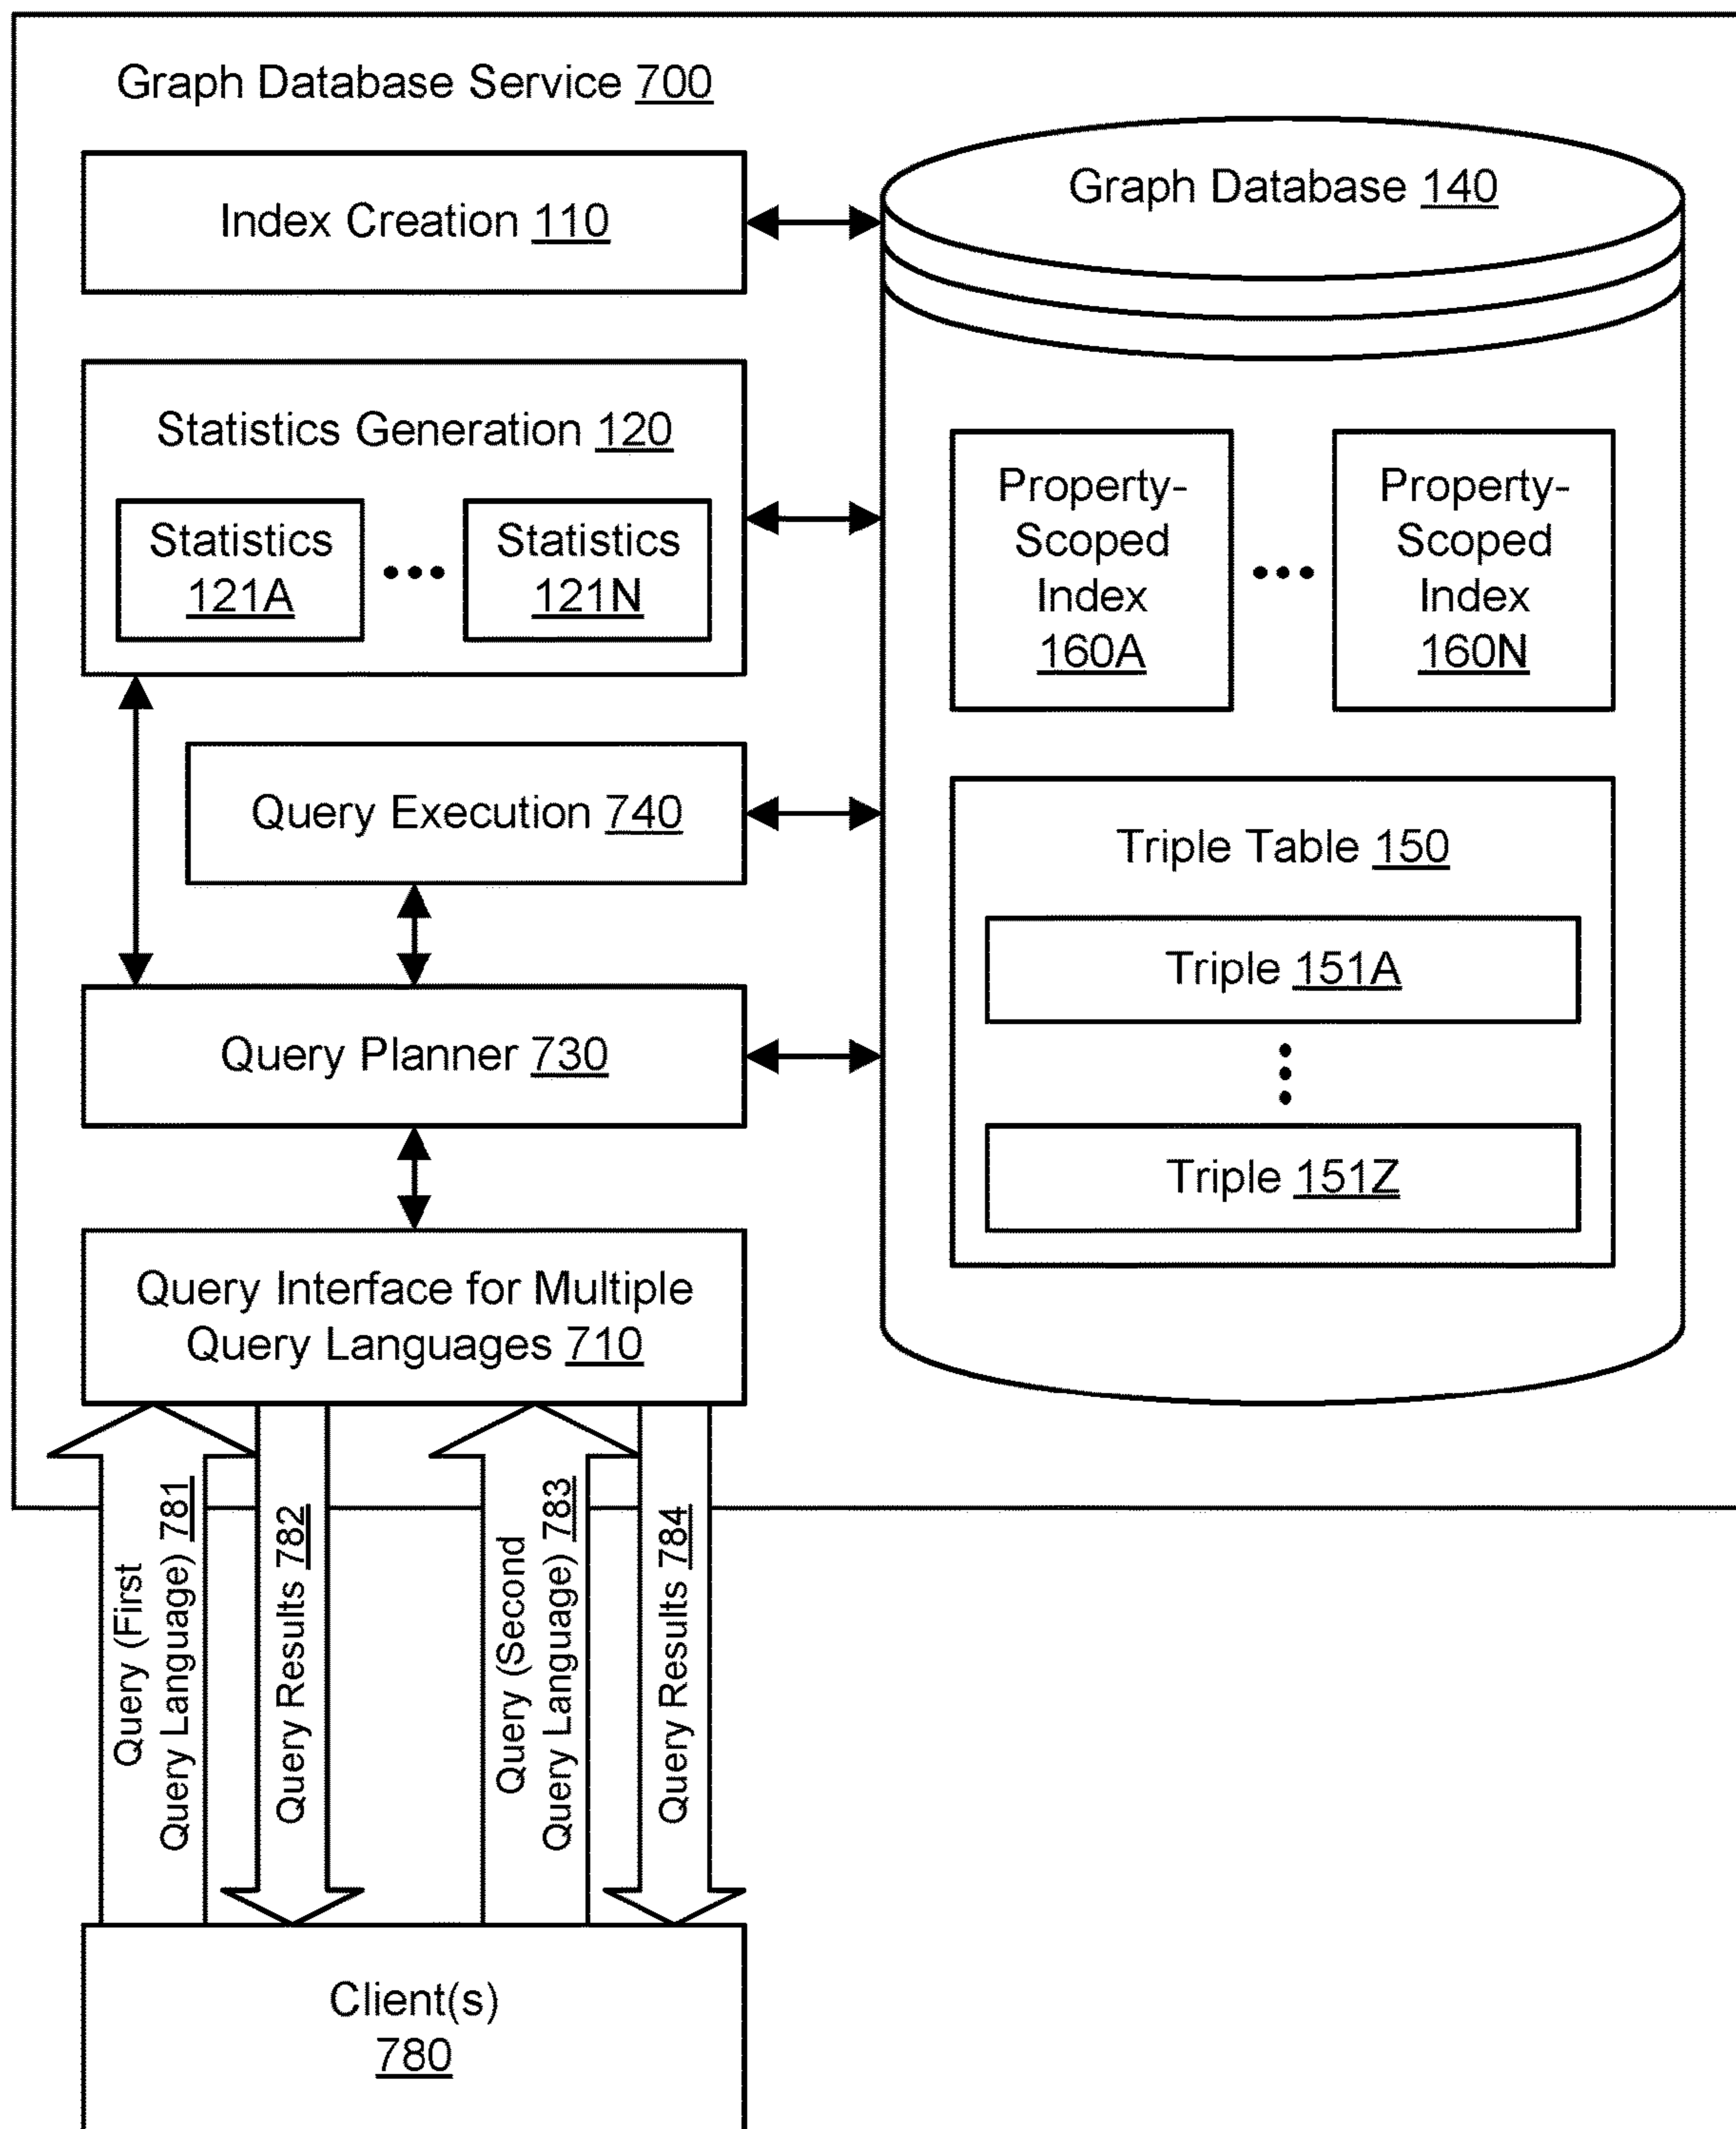 Graph Database Service 700
Index Creation 110
Graph Database 140
Statistics Generation 120
Statistics
121A
Statistics
121N
Property-
Scoped
Index
160A
Property-
Scoped
Index
160N
Query Execution 740
Triple Table 150
Triple 151A
Triple 151Z
Query Planner 730
Query Interface for Multiple
Query Languages 710
Query (First
Query Language) 781
Query Results 782
Query (Second
Query Language) 783
Query Results 784
Client(s)
780